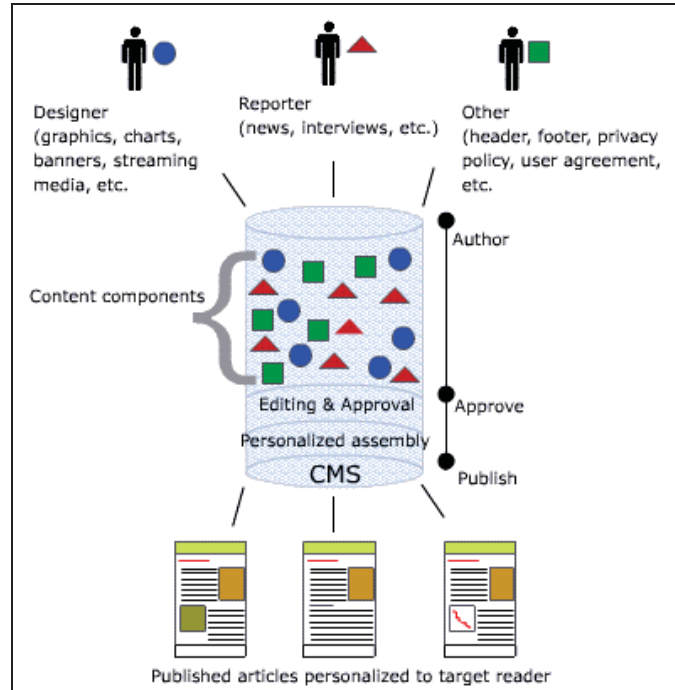 Designer
(graphics, charts,
banners, streaming
media, etc.
Reporter
(news, interviews, etc.)
Other
(header, footer, privacy
policy, user agreement,
etc.
Author
Content components
Editing & Approval
Approve
Personalized assembly
CMS
Publish
Published articles personalized to target reader